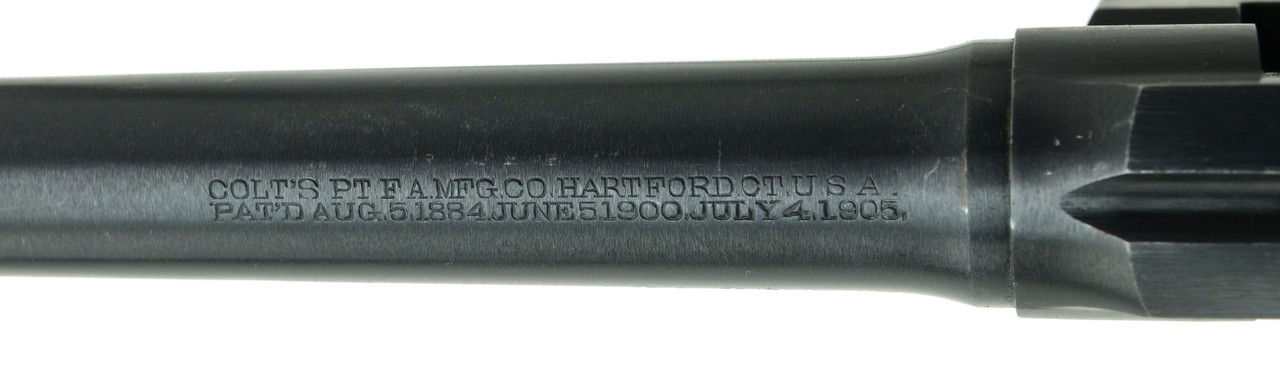 COLT'S PT F A.MFG.CO.HARTFORD.CT.U S A.
PAT'D AUG.5.1884.JUNE 5.1900.JULY 4.1905.